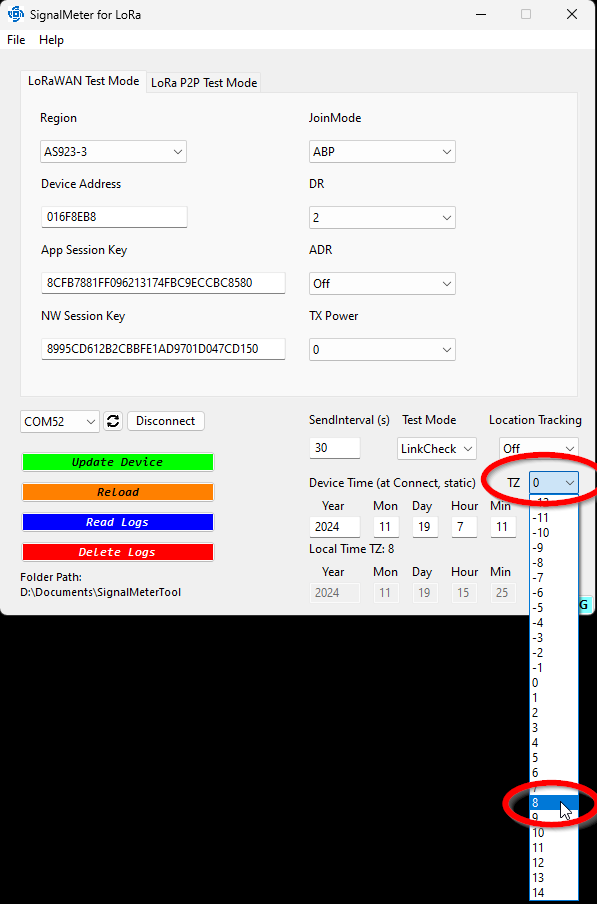 SignalMeter for LoRa
File Help
LoRaWAN Test Mode LoRa P2P Test Mode
Region JoinMode
AS923-3 ABP
Device Address DR
016F8EB8 2
App Session Key ADR
8CFB7881FF096213174FBC9ECCBC8580 Off
NW Session Key TX Power
8995CD612B2CBBFE1AD9701D047CD150 0
COM52 Disconnect
SendInterval (s) Test Mode Location Tracking
30 LinkCheck Off
Update Device
Reload
Read Logs
Delete Logs
Folder Path:
D:\Documents\SignalMeterTool
Device Time (at Connect, static) TZ 0
Year Mon Day Hour Min
2024 11 19 7 11
Local Time TZ: 8
Year Mon Day Hour Min
2024 11 19 15 25
G
-11
-10
-9
-8
-7
-6
-5
-4
-3
-2
-1
0
1
2
3
4
5
6
7
8
9
10
11
12
13
14